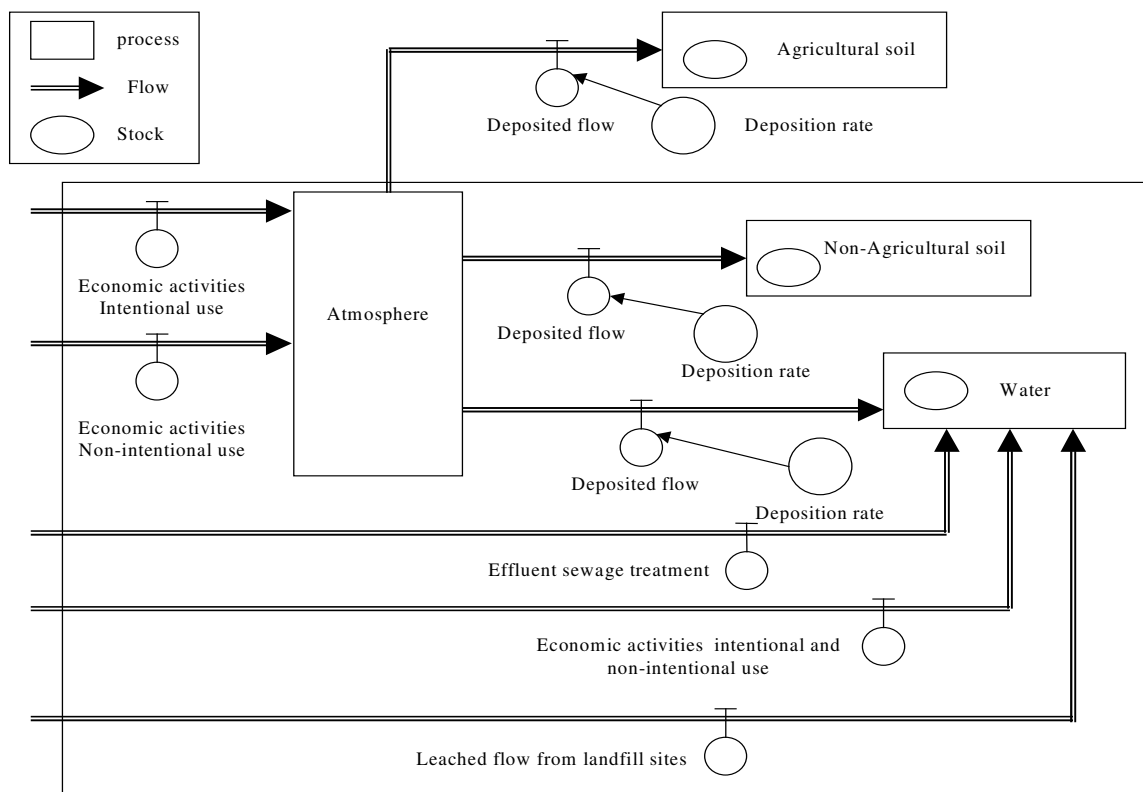 process
Flow
Stock
Agricultural soil
Deposited flow
Deposition rate
Economic activities
Intentional use
Atmosphere
Non-Agricultural soil
Deposited flow
Deposition rate
Economic activities
Non-intentional use
Water
Deposited flow
Deposition rate
Effluent sewage treatment
Economic activities intentional and
non-intentional use
Leached flow from landfill sites